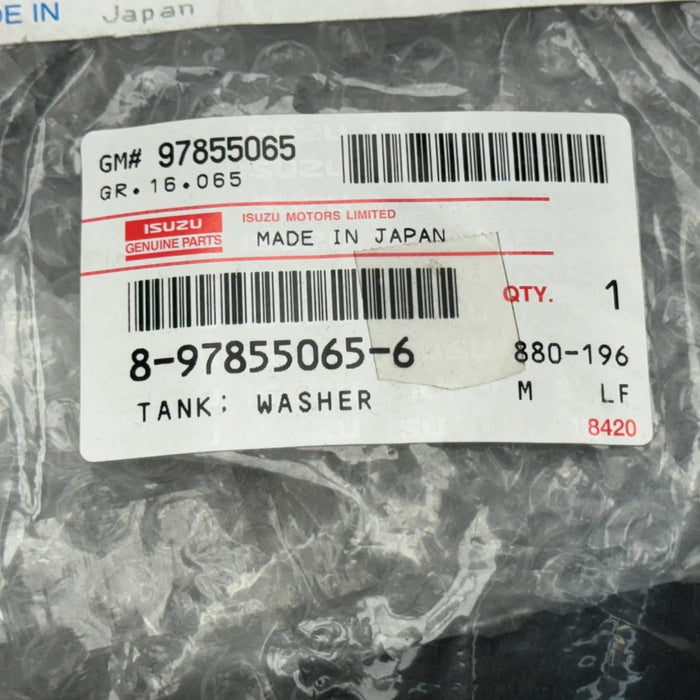 DE IN Japan
GM# 97855065
GR.16.065
ISUZU
GENUINE PARTS
ISUZU MOTORS LIMITED
MADE IN JAPAN
QTY. 1
8-97855065-6
880-196
TANK; WASHER
M LF
8420